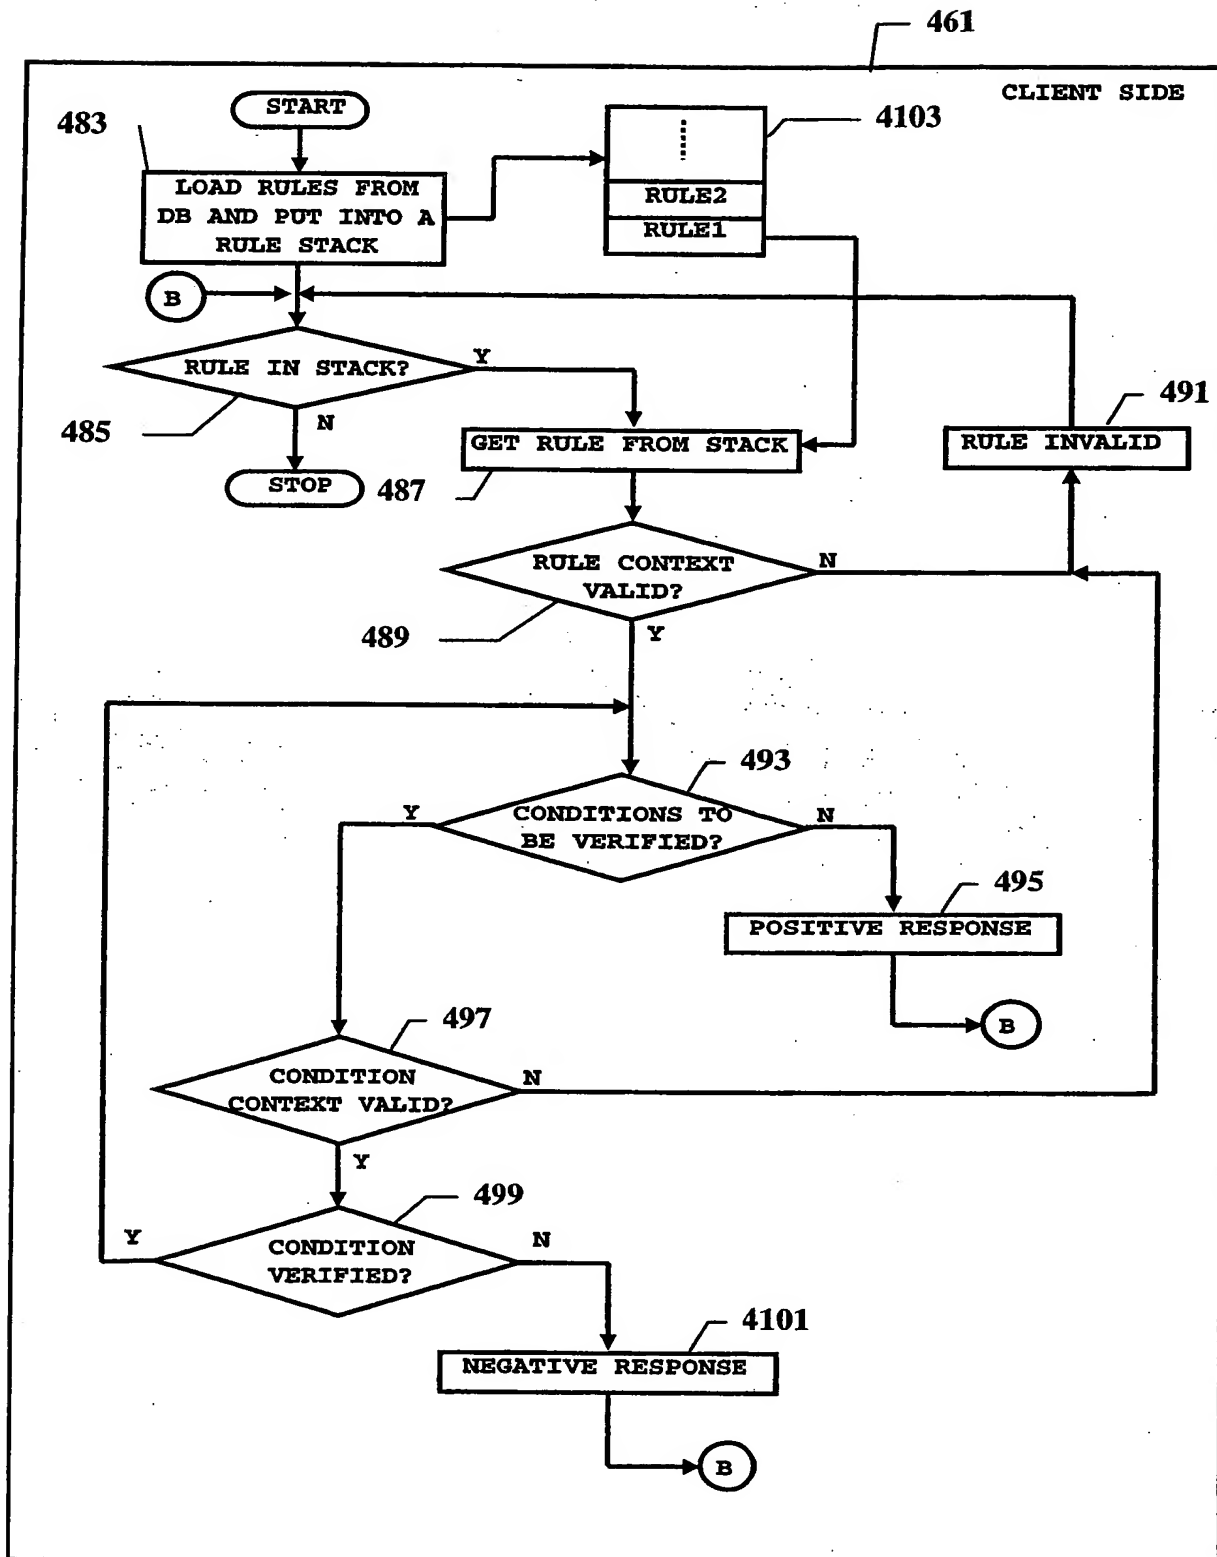 461
CLIENT SIDE
START
483
4103
LOAD RULES FROM
DB AND PUT INTO A
RULE STACK
RULE2
RULE1
B
RULE IN STACK?
Y
485
N
491
GET RULE FROM STACK
RULE INVALID
STOP
487
RULE CONTEXT
VALID?
N
489
Y
493
Y
CONDITIONS TO
BE VERIFIED?
N
495
POSITIVE RESPONSE
497
B
CONDITION
CONTEXT VALID?
N
Y
499
Y
CONDITION
VERIFIED?
N
4101
NEGATIVE RESPONSE
B